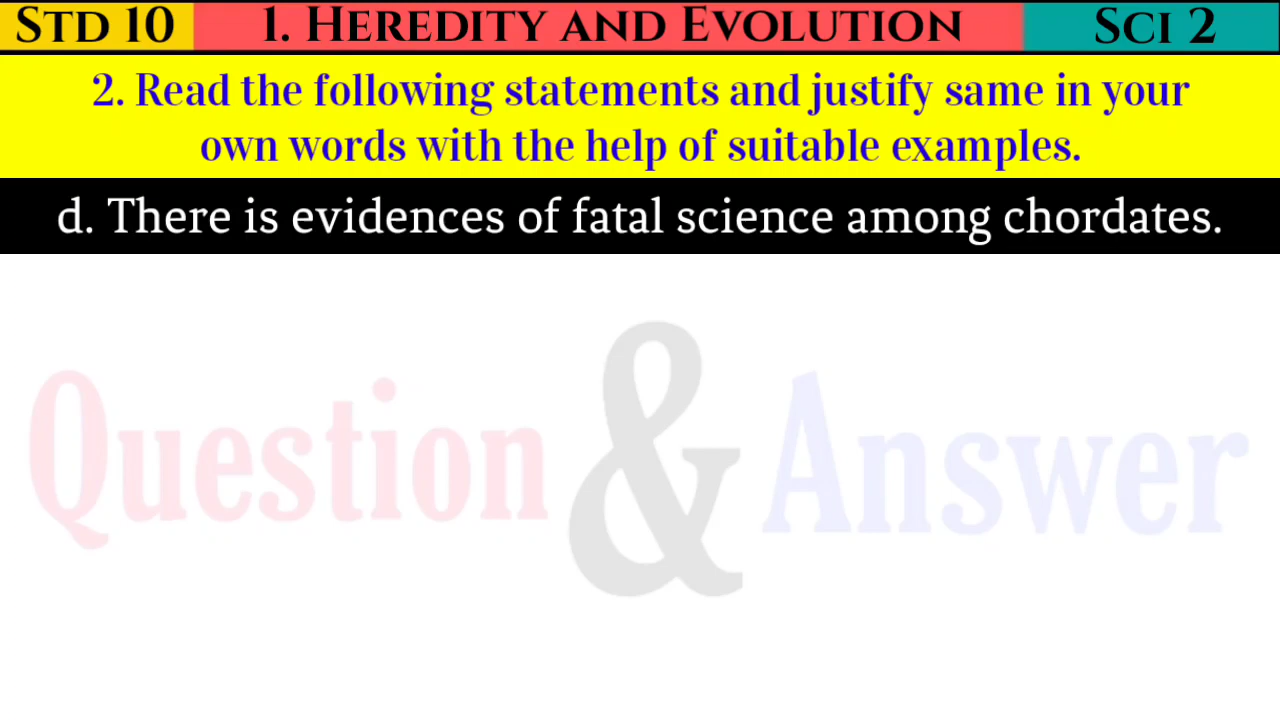 Std 10 1. Heredity and Evolution Sci 2
2. Read the following statements and justify same in your
own words with the help of suitable examples.
d. There is evidences of fatal science among chordates.
Question & Answer